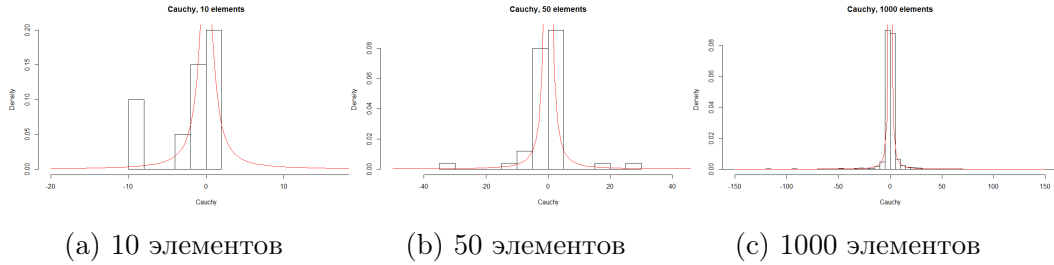 Cauchy, 10 elements
Density
0.00
0.05
0.10
0.15
0.20
-20
-10
0
10
Cauchy
(a) 10 элементов
Cauchy, 50 elements
Density
0.00
0.02
0.04
0.06
0.08
-40
-20
0
20
40
Cauchy
(b) 50 элементов
Cauchy, 1000 elements
Density
0.00
0.02
0.04
0.06
0.08
-150
-100
-50
0
50
100
150
Cauchy
(c) 1000 элементов